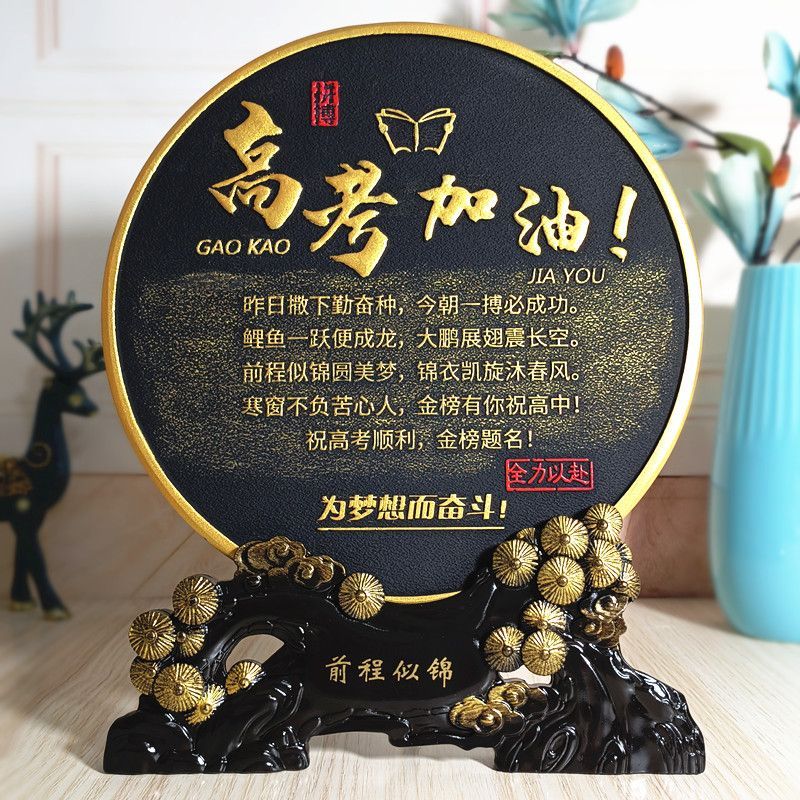 拼搏
高考加油！
GAO KAO
JIA YOU
昨日撒下勤奋种，今朝一搏必成功。
鲤鱼一跃便成龙，大鹏展翅震长空。
前程似锦圆美梦，锦衣凯旋沐春风。
寒窗不负苦心人，金榜有你祝高中！
祝高考顺利，金榜题名！
全力以赴
为梦想而奋斗！
前程似锦